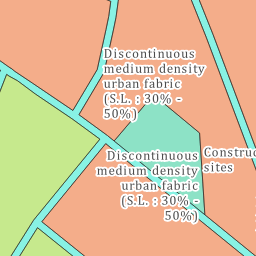 Discontinuous
medium density
urban fabric
(S.L. : 30% -
50%)
Discontinuous
medium density
urban fabric
(S.L. : 30% -
50%)
Construc
sites